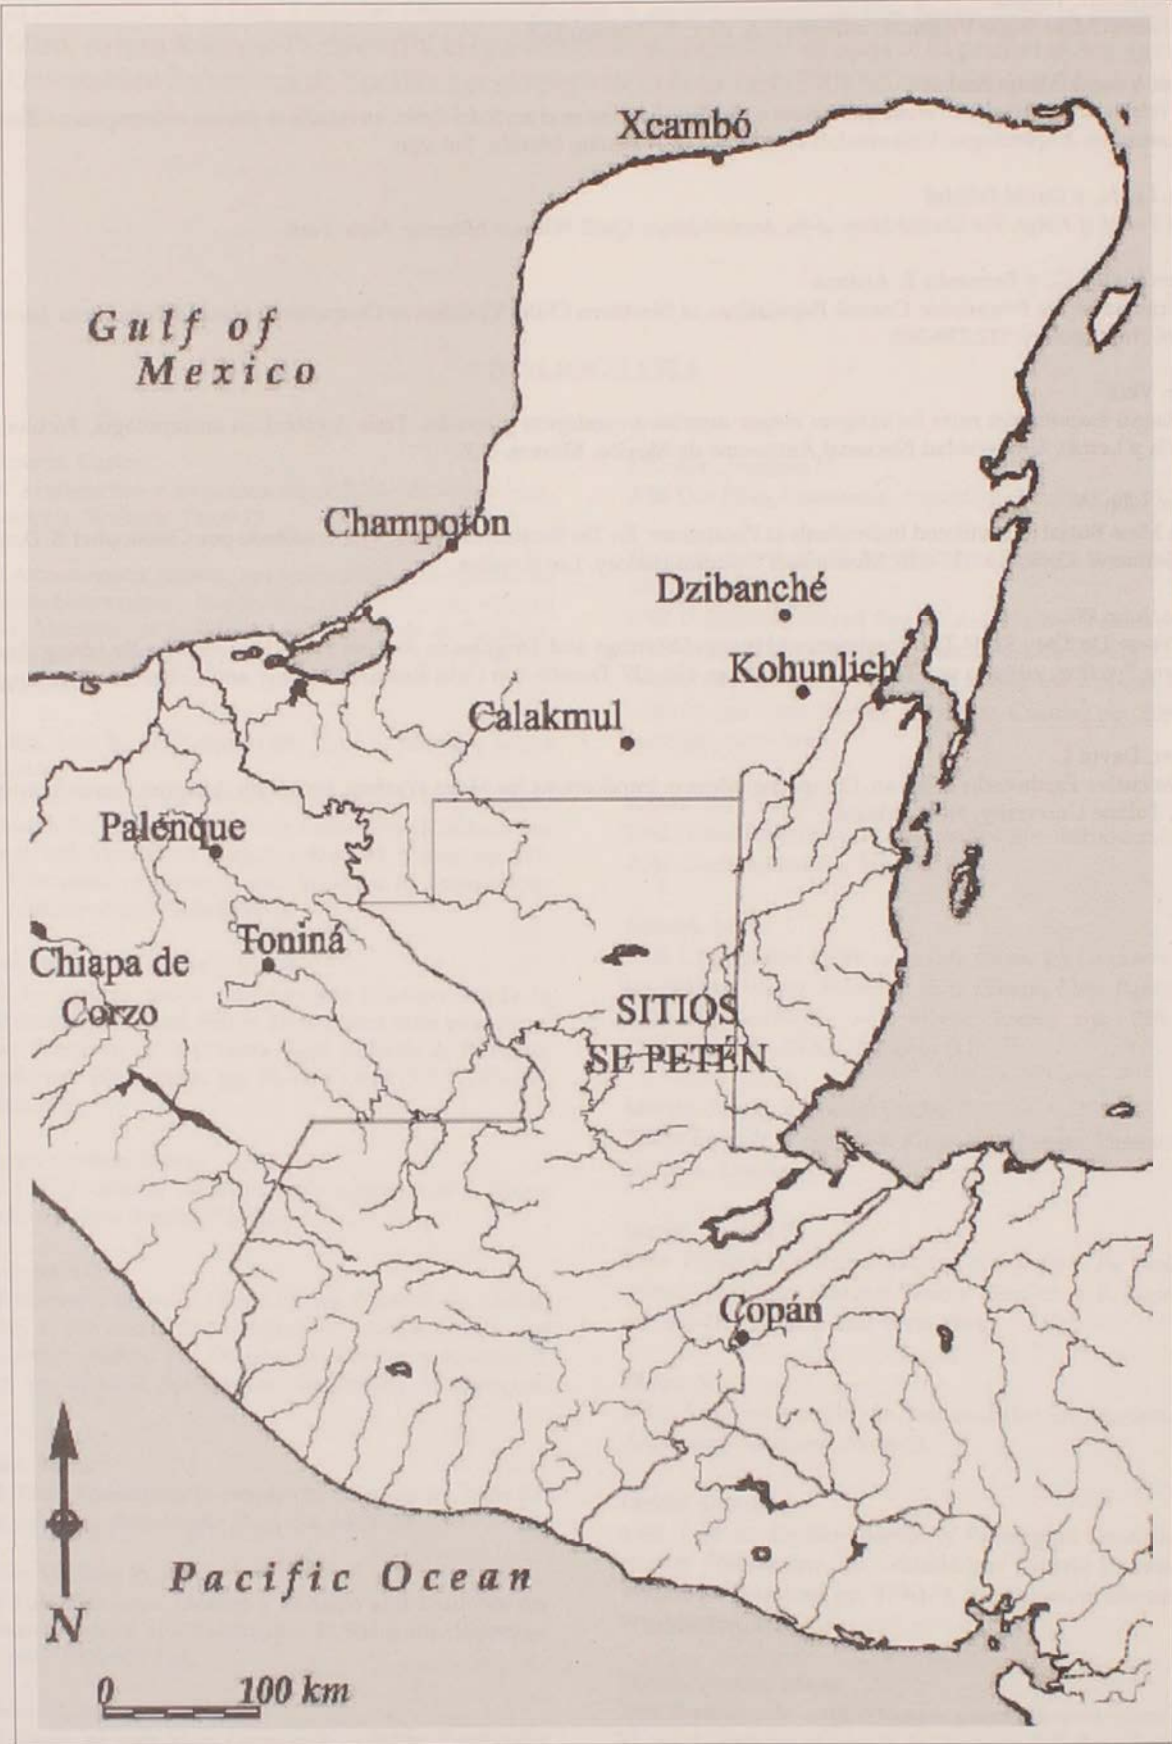 Xcambó
Gulf of
Mexico
Champotón
Dzibanché
Kohunlich
Calakmul
Palenque
Toniná
Chiapa de
Corzo
SITIOS
SE PETÉN
Copán
Pacific Ocean
N
0 100 km